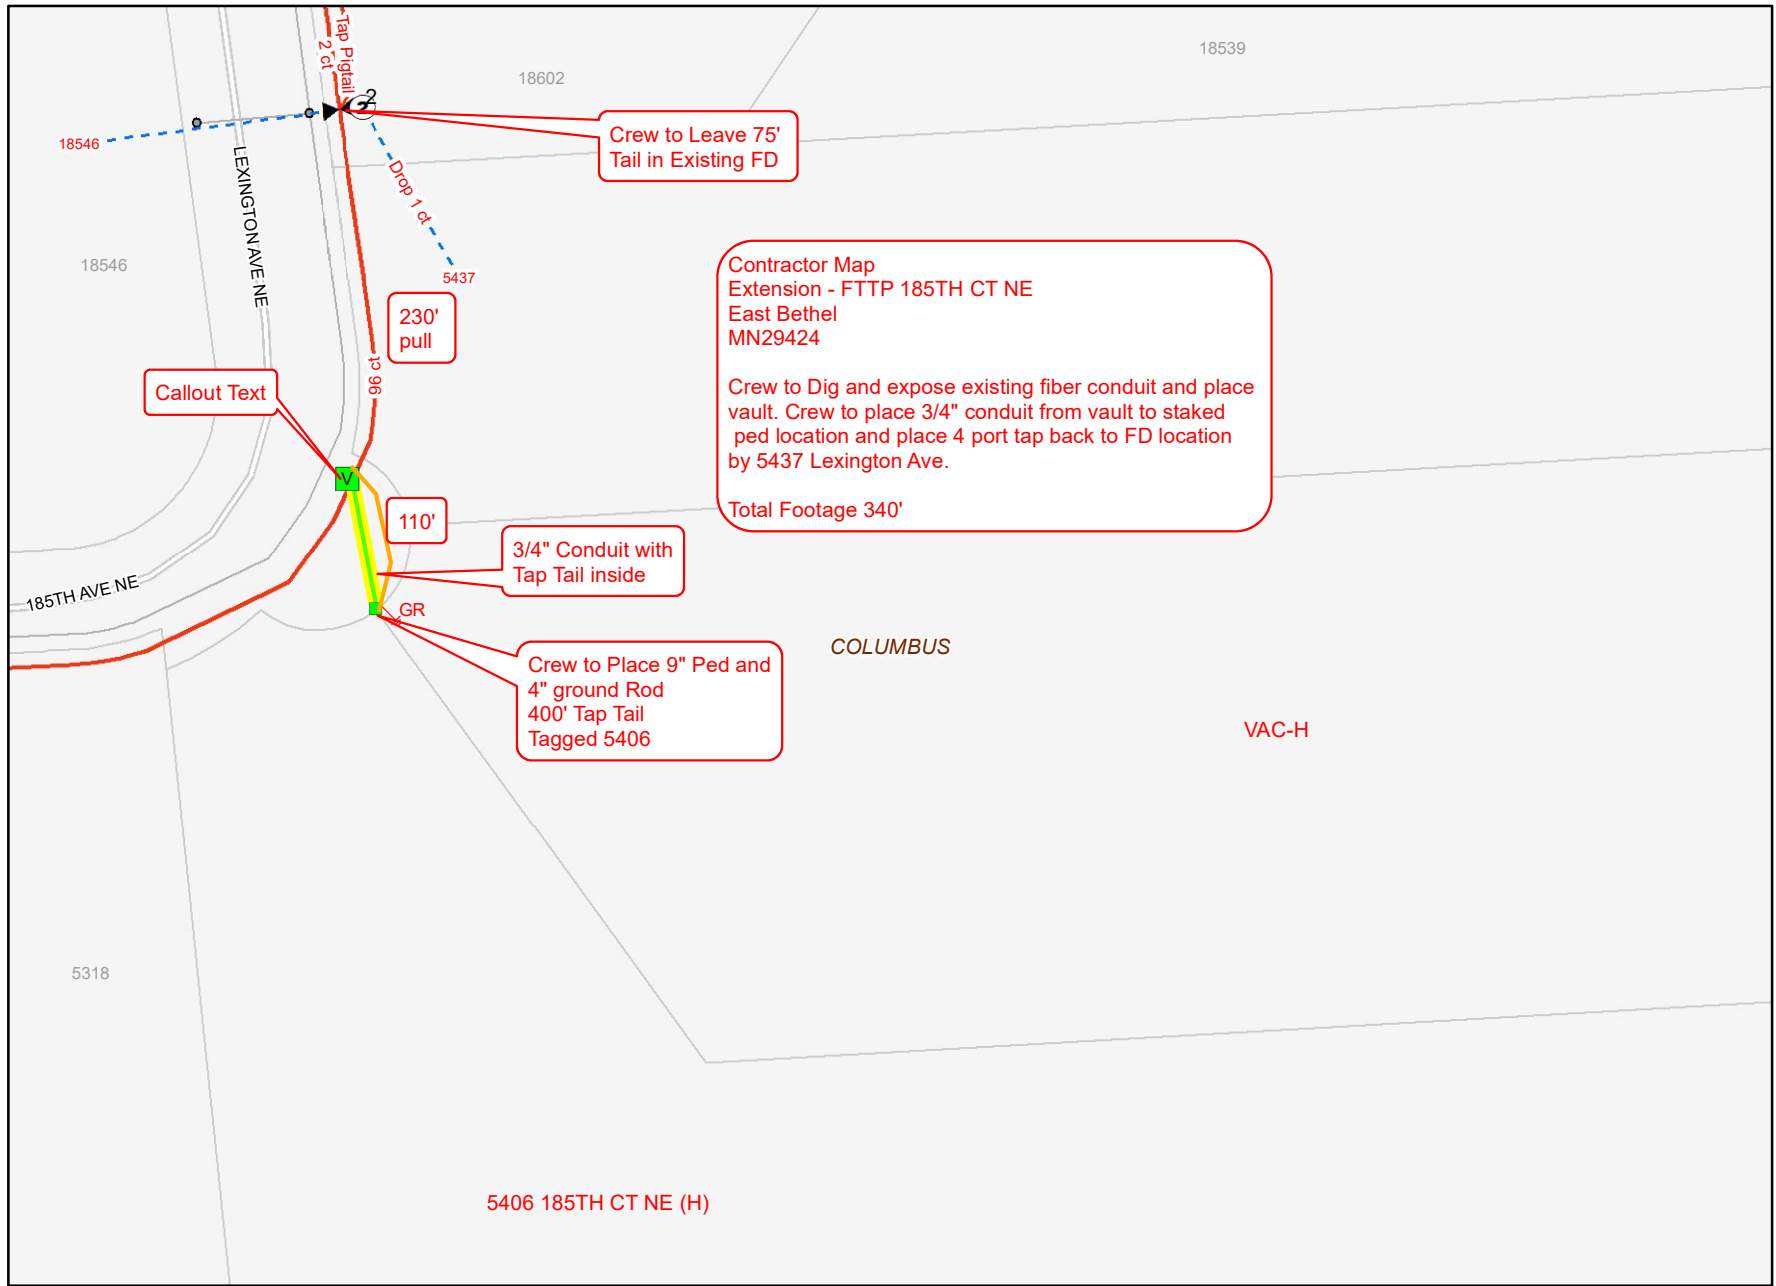 Tap Pigtail
2 ct
18602
18539
2
18546
Crew to Leave 75'
Tail in Existing FD
LEXINGTON AVE NE
Drop 1 ct
18546
5437
230'
pull
96 ct
Contractor Map
Extension - FTTP 185TH CT NE
East Bethel
MN29424
Crew to Dig and expose existing fiber conduit and place
vault. Crew to place 3/4" conduit from vault to staked
ped location and place 4 port tap back to FD location
by 5437 Lexington Ave.
Total Footage 340'
Callout Text
V
110'
3/4" Conduit with
Tap Tail inside
185TH AVE NE
GR
Crew to Place 9" Ped and
4" ground Rod
400' Tap Tail
Tagged 5406
COLUMBUS
VAC-H
5318
5406 185TH CT NE (H)